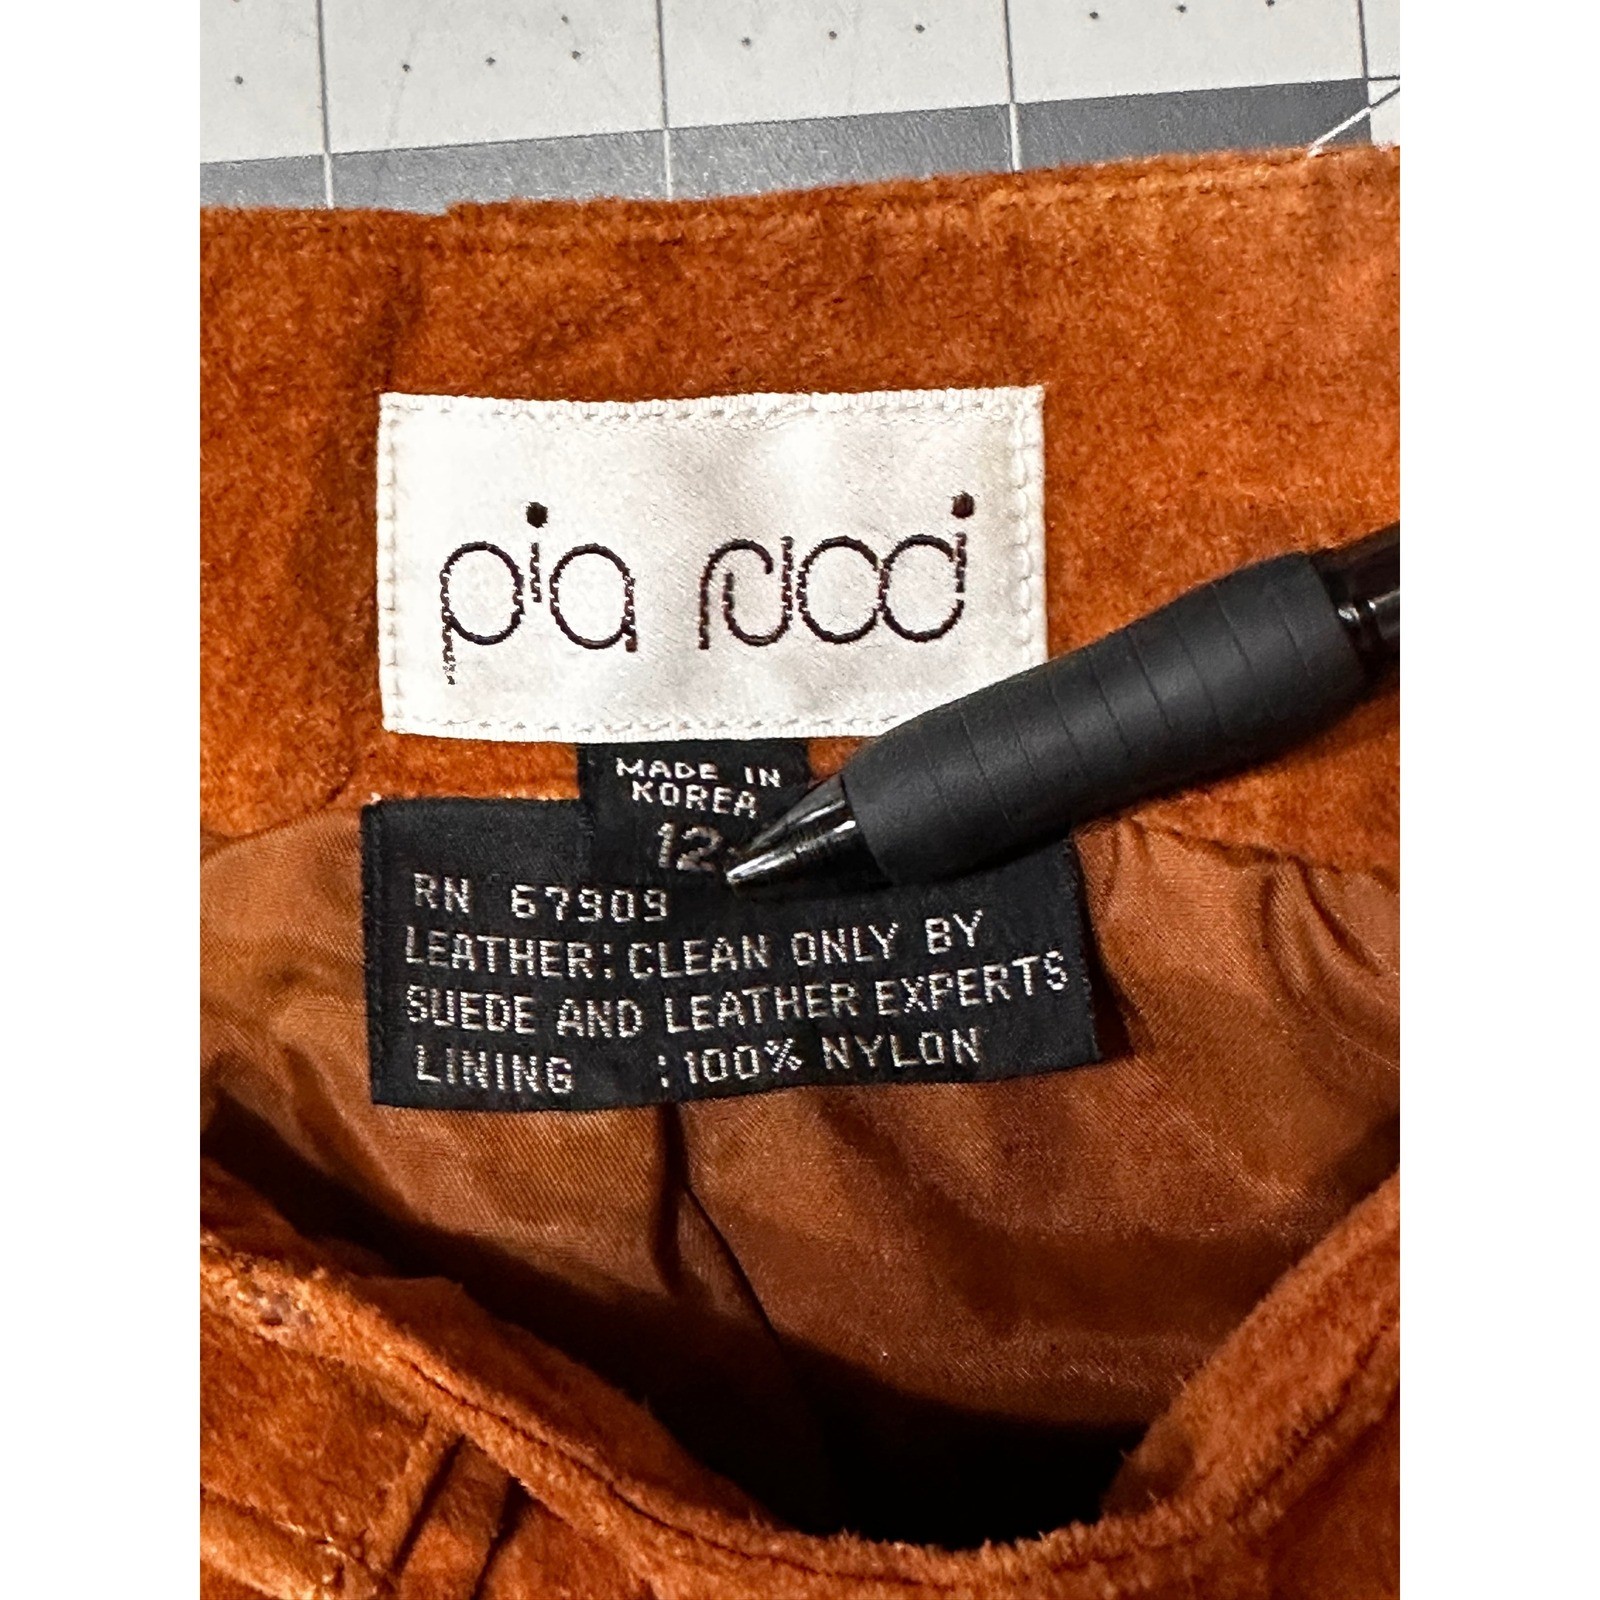 pia rucci
MADE IN
KOREA
12
RN 67909
LEATHER: CLEAN ONLY BY
SUEDE AND LEATHER EXPERTS
LINING :100% NYLON